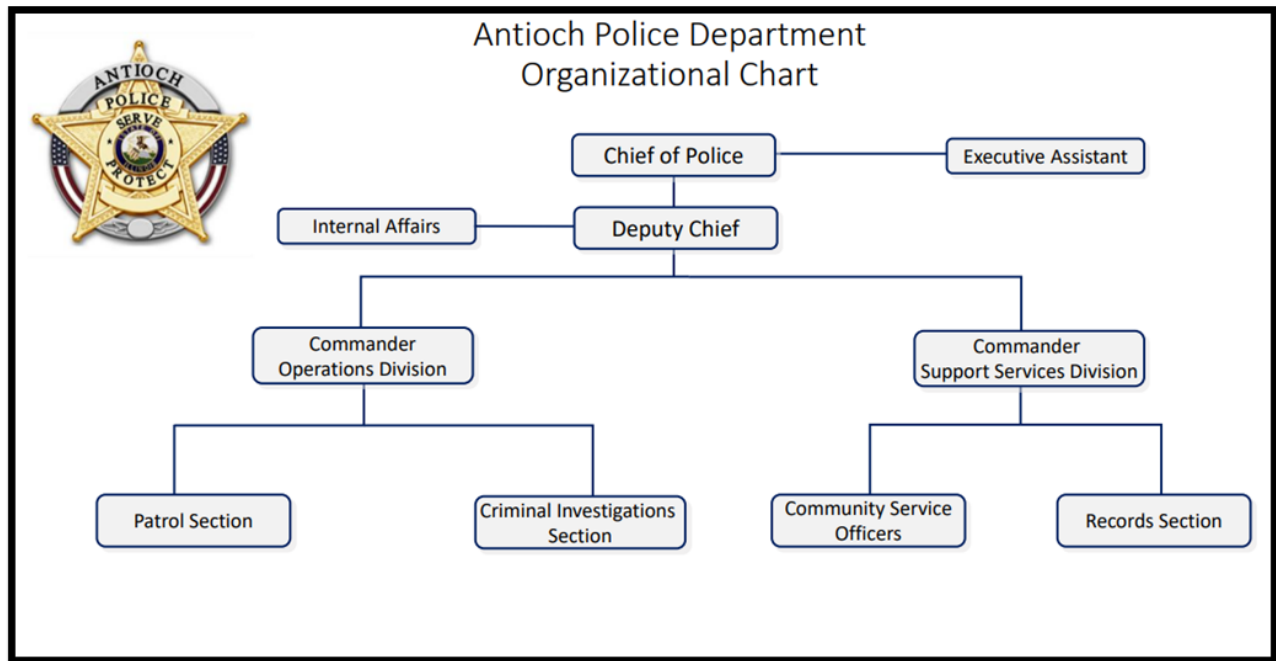 Antioch Police Department
Organizational Chart
ANTIOCH
POLICE
SERVE
PROTECT
Chief of Police
Executive Assistant
Internal Affairs
Deputy Chief
Commander
Operations Division
Commander
Support Services Division
Patrol Section
Criminal Investigations
Section
Community Service
Officers
Records Section